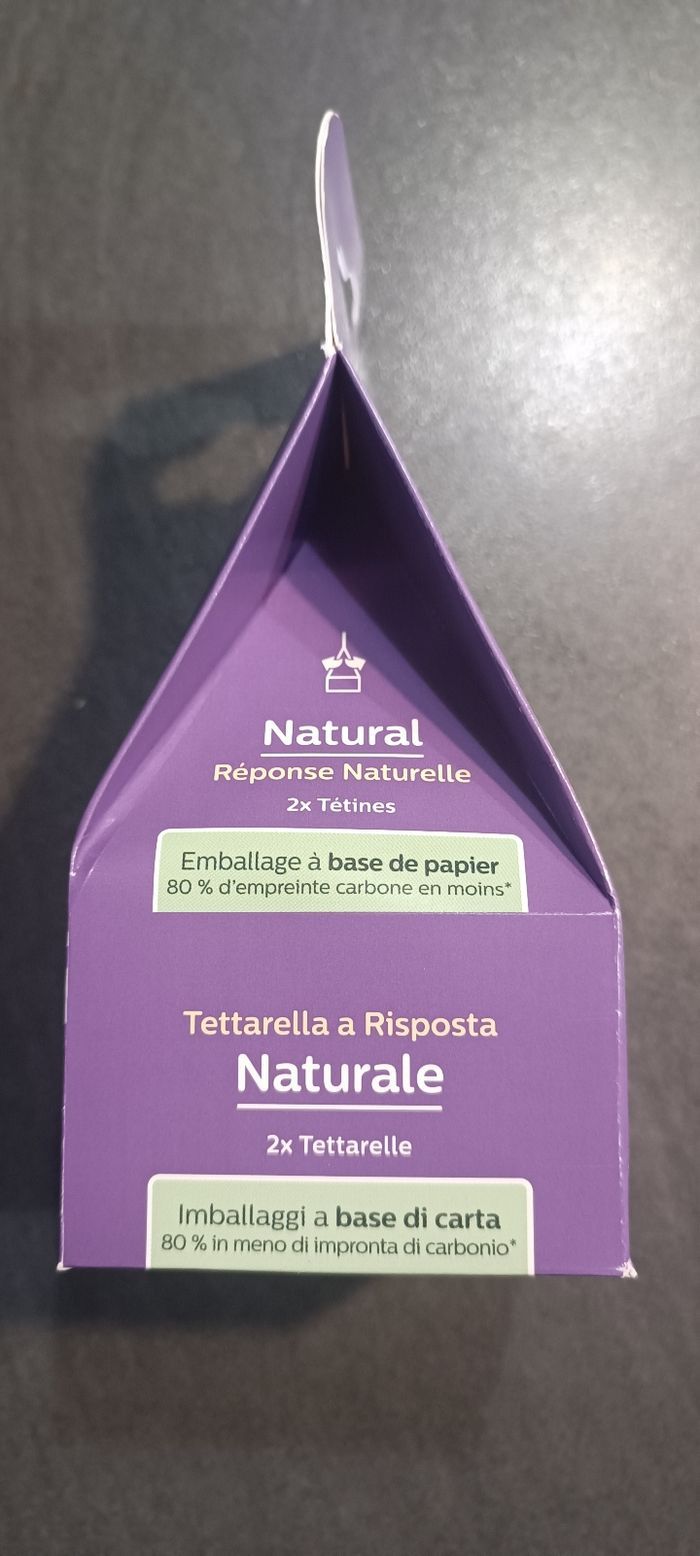 Natural
Réponse Naturelle
2x Tétines
Emballage à base de papier
80 % d'empreinte carbone en moins*
Tettarella a Risposta
Naturale
2x Tettarelle
Imballaggi a base di carta
80 % in meno di impronta di carbonio*